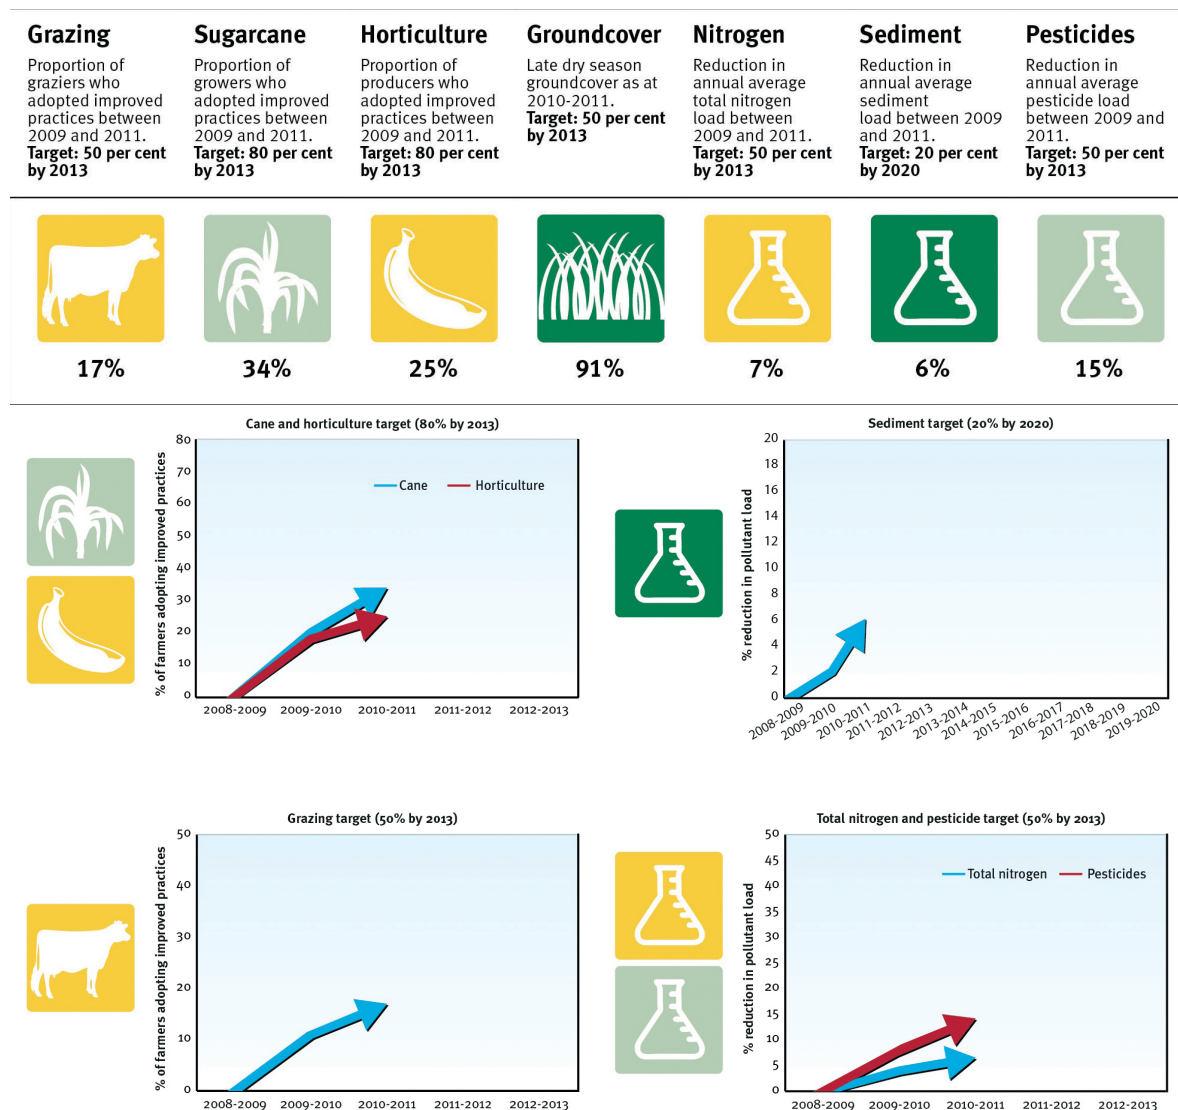 Grazing
Proportion of
graziers who
adopted improved
practices between
2009 and 2011.
Target: 50 per cent
by 2013
Sugarcane
Proportion of
growers who
adopted improved
practices between
2009 and 2011.
Target: 80 per cent
by 2013
Horticulture
Proportion of
producers who
adopted improved
practices between
2009 and 2011.
Target: 80 per cent
by 2013
Groundcover
Late dry season
groundcover as at
2010-2011.
Target: 50 per cent
by 2013
Nitrogen
Reduction in
annual average
total nitrogen
load between
2009 and 2011.
Target: 50 per cent
by 2013
Sediment
Reduction in
annual average
sediment
load between 2009
and 2011.
Target: 20 per cent
by 2020
Pesticides
Reduction in
annual average
pesticide load
between 2009 and
2011.
Target: 50 per cent
by 2013
17%
34%
25%
91%
7%
6%
15%
Cane and horticulture target (80% by 2013)
% of farmers adopting improved practices
80
70
60
50
40
30
20
10
0
Cane
Horticulture
2008-2009
2009-2010
2010-2011
2011-2012
2012-2013
Sediment target (20% by 2020)
% reduction in pollutant load
20
18
16
14
12
10
8
6
4
2
0
2008-2009
2009-2010
2010-2011
2011-2012
2012-2013
2013-2014
2014-2015
2015-2016
2016-2017
2017-2018
2018-2019
2019-2020
Grazing target (50% by 2013)
% of farmers adopting improved practices
50
40
30
20
10
0
2008-2009
2009-2010
2010-2011
2011-2012
2012-2013
Total nitrogen and pesticide target (50% by 2013)
% reduction in pollutant load
50
45
40
35
30
25
20
15
10
5
0
Total nitrogen
Pesticides
2008-2009
2009-2010
2010-2011
2011-2012
2012-2013